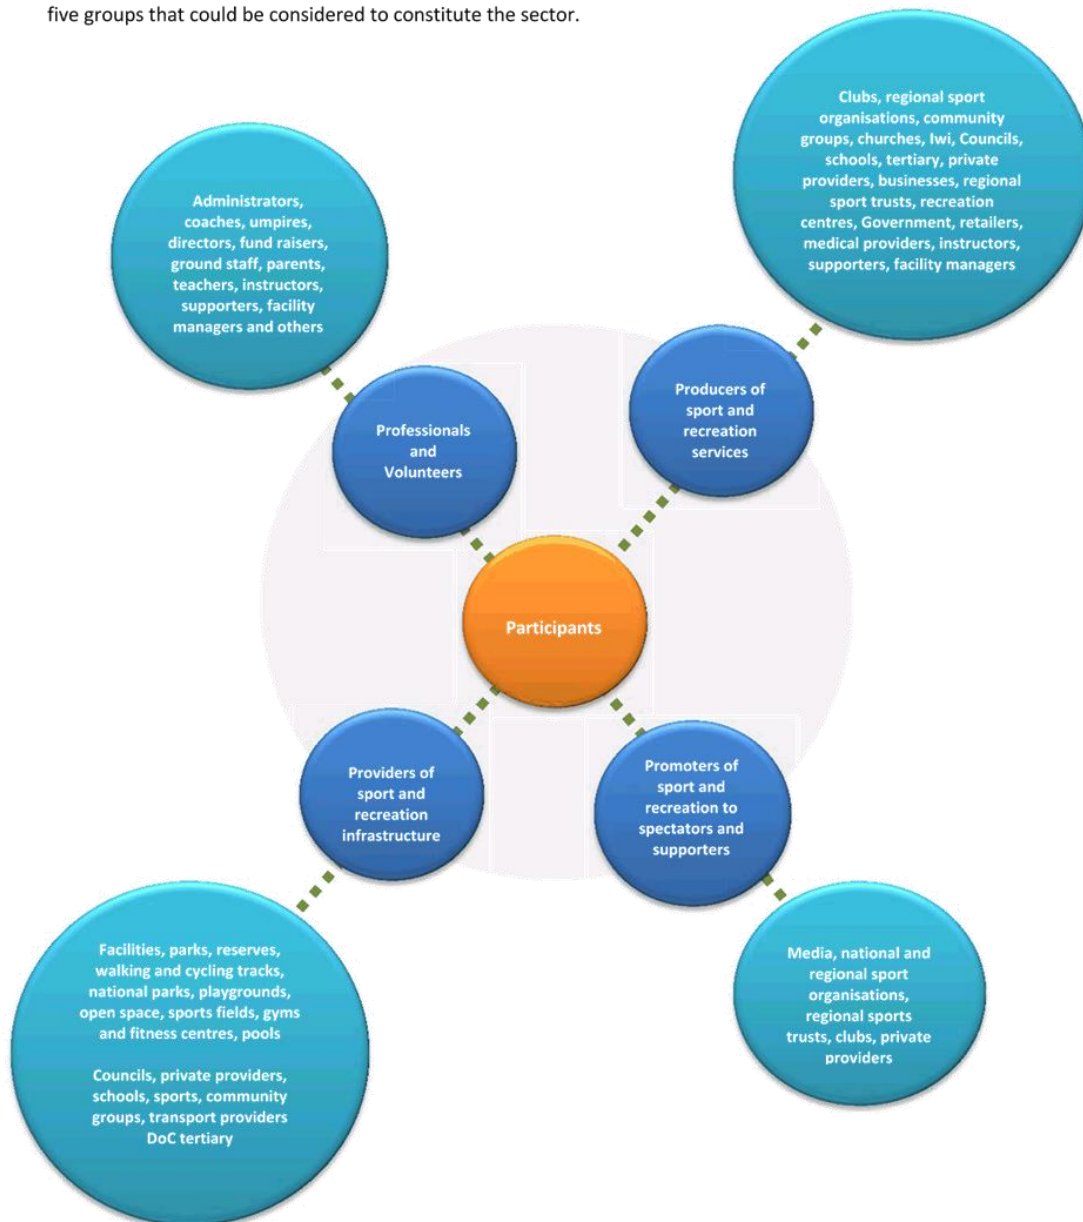 five groups that could be considered to constitute the sector.
Clubs, regional sport
organisations, community
groups, churches, Iwi, Councils,
schools, tertiary, private
providers, businesses, regional
sport trusts, recreation
centres, Government, retailers,
medical providers, instructors,
supporters, facility managers
Administrators,
coaches, umpires,
directors, fund raisers,
ground staff, parents,
teachers, instructors,
supporters, facility
managers and others
Producers of
sport and
recreation
services
Professionals
and
Volunteers
Participants
Providers of
sport and
recreation
infrastructure
Promoters of
sport and
recreation to
spectators and
supporters
Facilities, parks, reserves,
walking and cycling tracks,
national parks, playgrounds,
open space, sports fields, gyms
and fitness centres, pools
Councils, private providers,
schools, sports, community
groups, transport providers
DoC tertiary
Media, national and
regional sport
organisations,
regional sports
trusts, clubs, private
providers